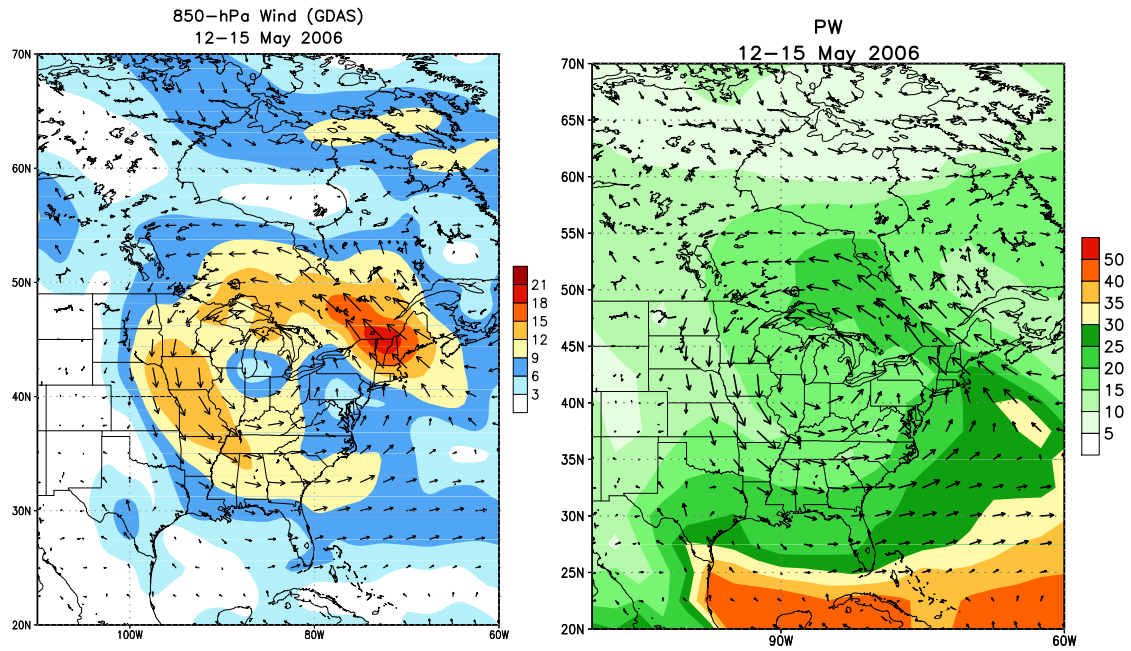 850-hPa Wind (GDAS)
12-15 May 2006
70N
60N
50N
40N
30N
20N
100W
80W
60W
21
18
15
12
9
6
3
PW
12-15 May 2006
70N
65N
60N
55N
50N
45N
40N
35N
30N
25N
20N
90W
60W
50
40
35
30
25
20
15
10
5